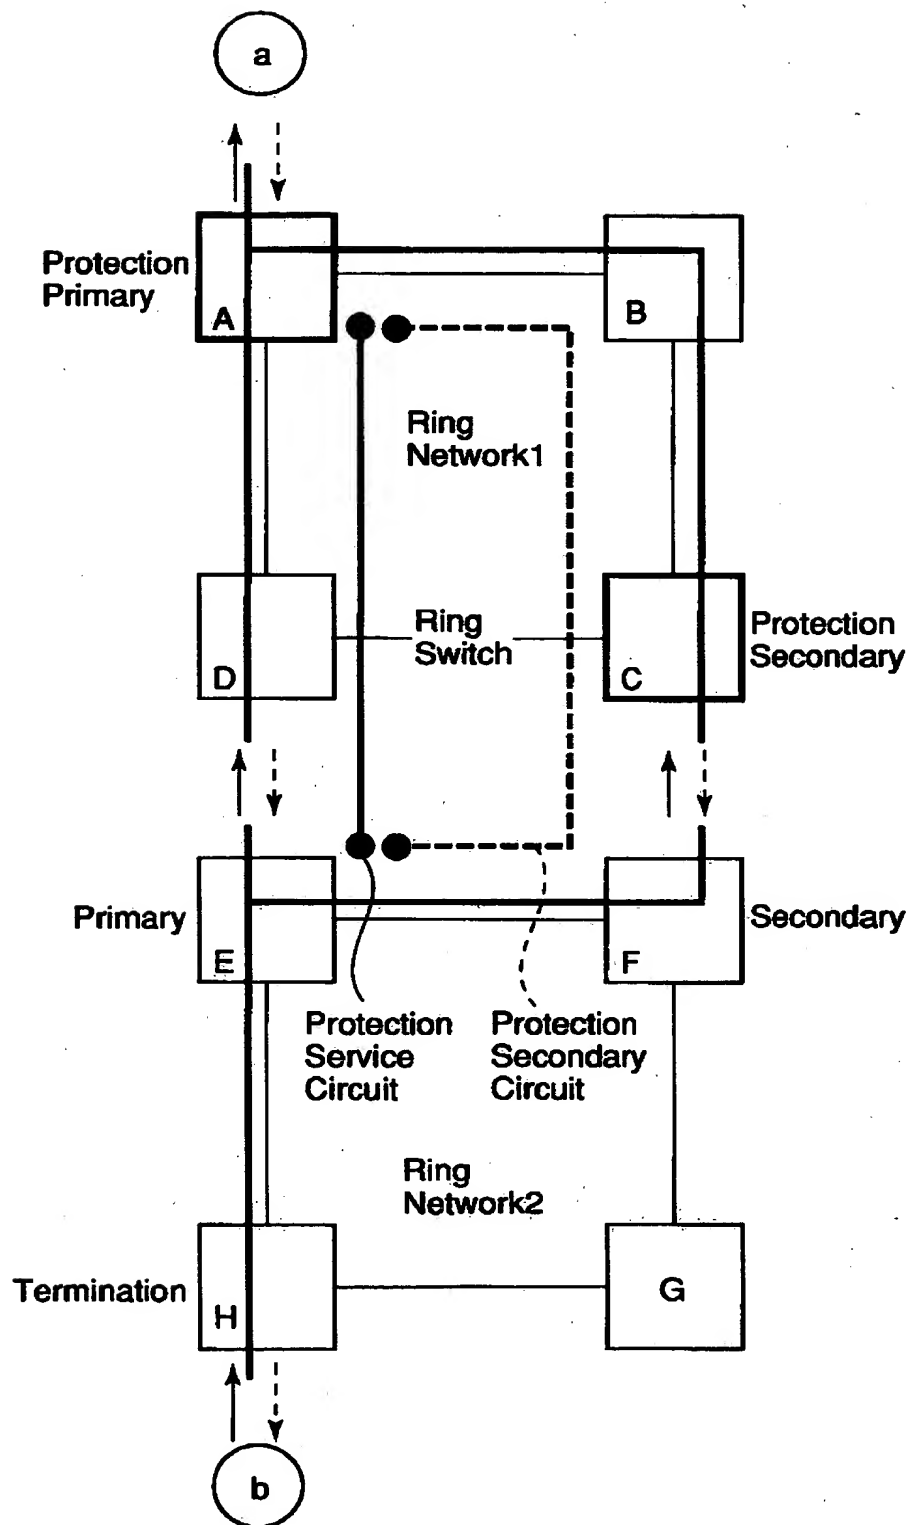 a
Protection
Primary
A
B
Ring
Network1
D
Ring
Switch
C
Protection
Secondary
Primary
E
F
Secondary
Protection
Service
Circuit
Protection
Secondary
Circuit
Ring
Network2
Termination
H
G
b